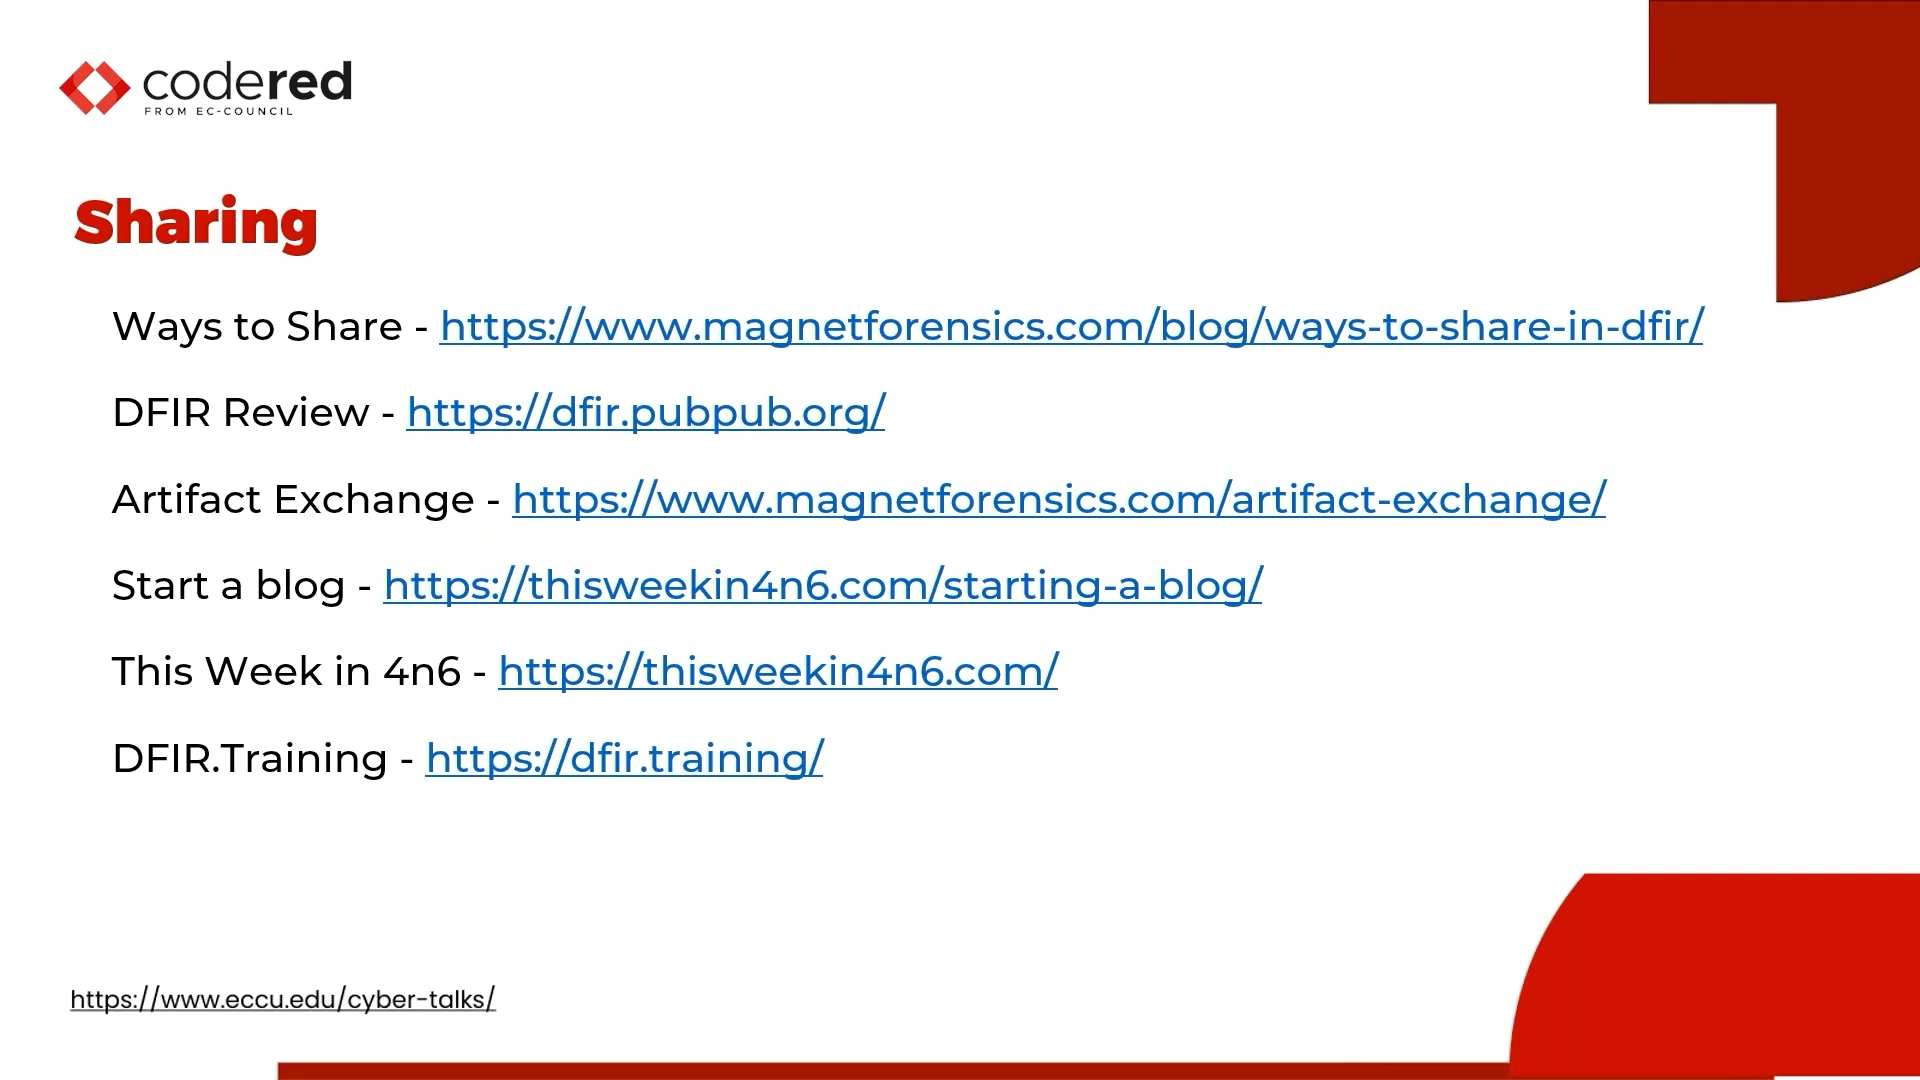 codered
FROM EC-COUNCIL
Sharing
Ways to Share - https://www.magnetforensics.com/blog/ways-to-share-in-dfir/
DFIR Review - https://dfir.pubpub.org/
Artifact Exchange - https://www.magnetforensics.com/artifact-exchange/
Start a blog - https://thisweekin4n6.com/starting-a-blog/
This Week in 4n6 - https://thisweekin4n6.com/
DFIR.Training - https://dfir.training/
https://www.eccu.edu/cyber-talks/